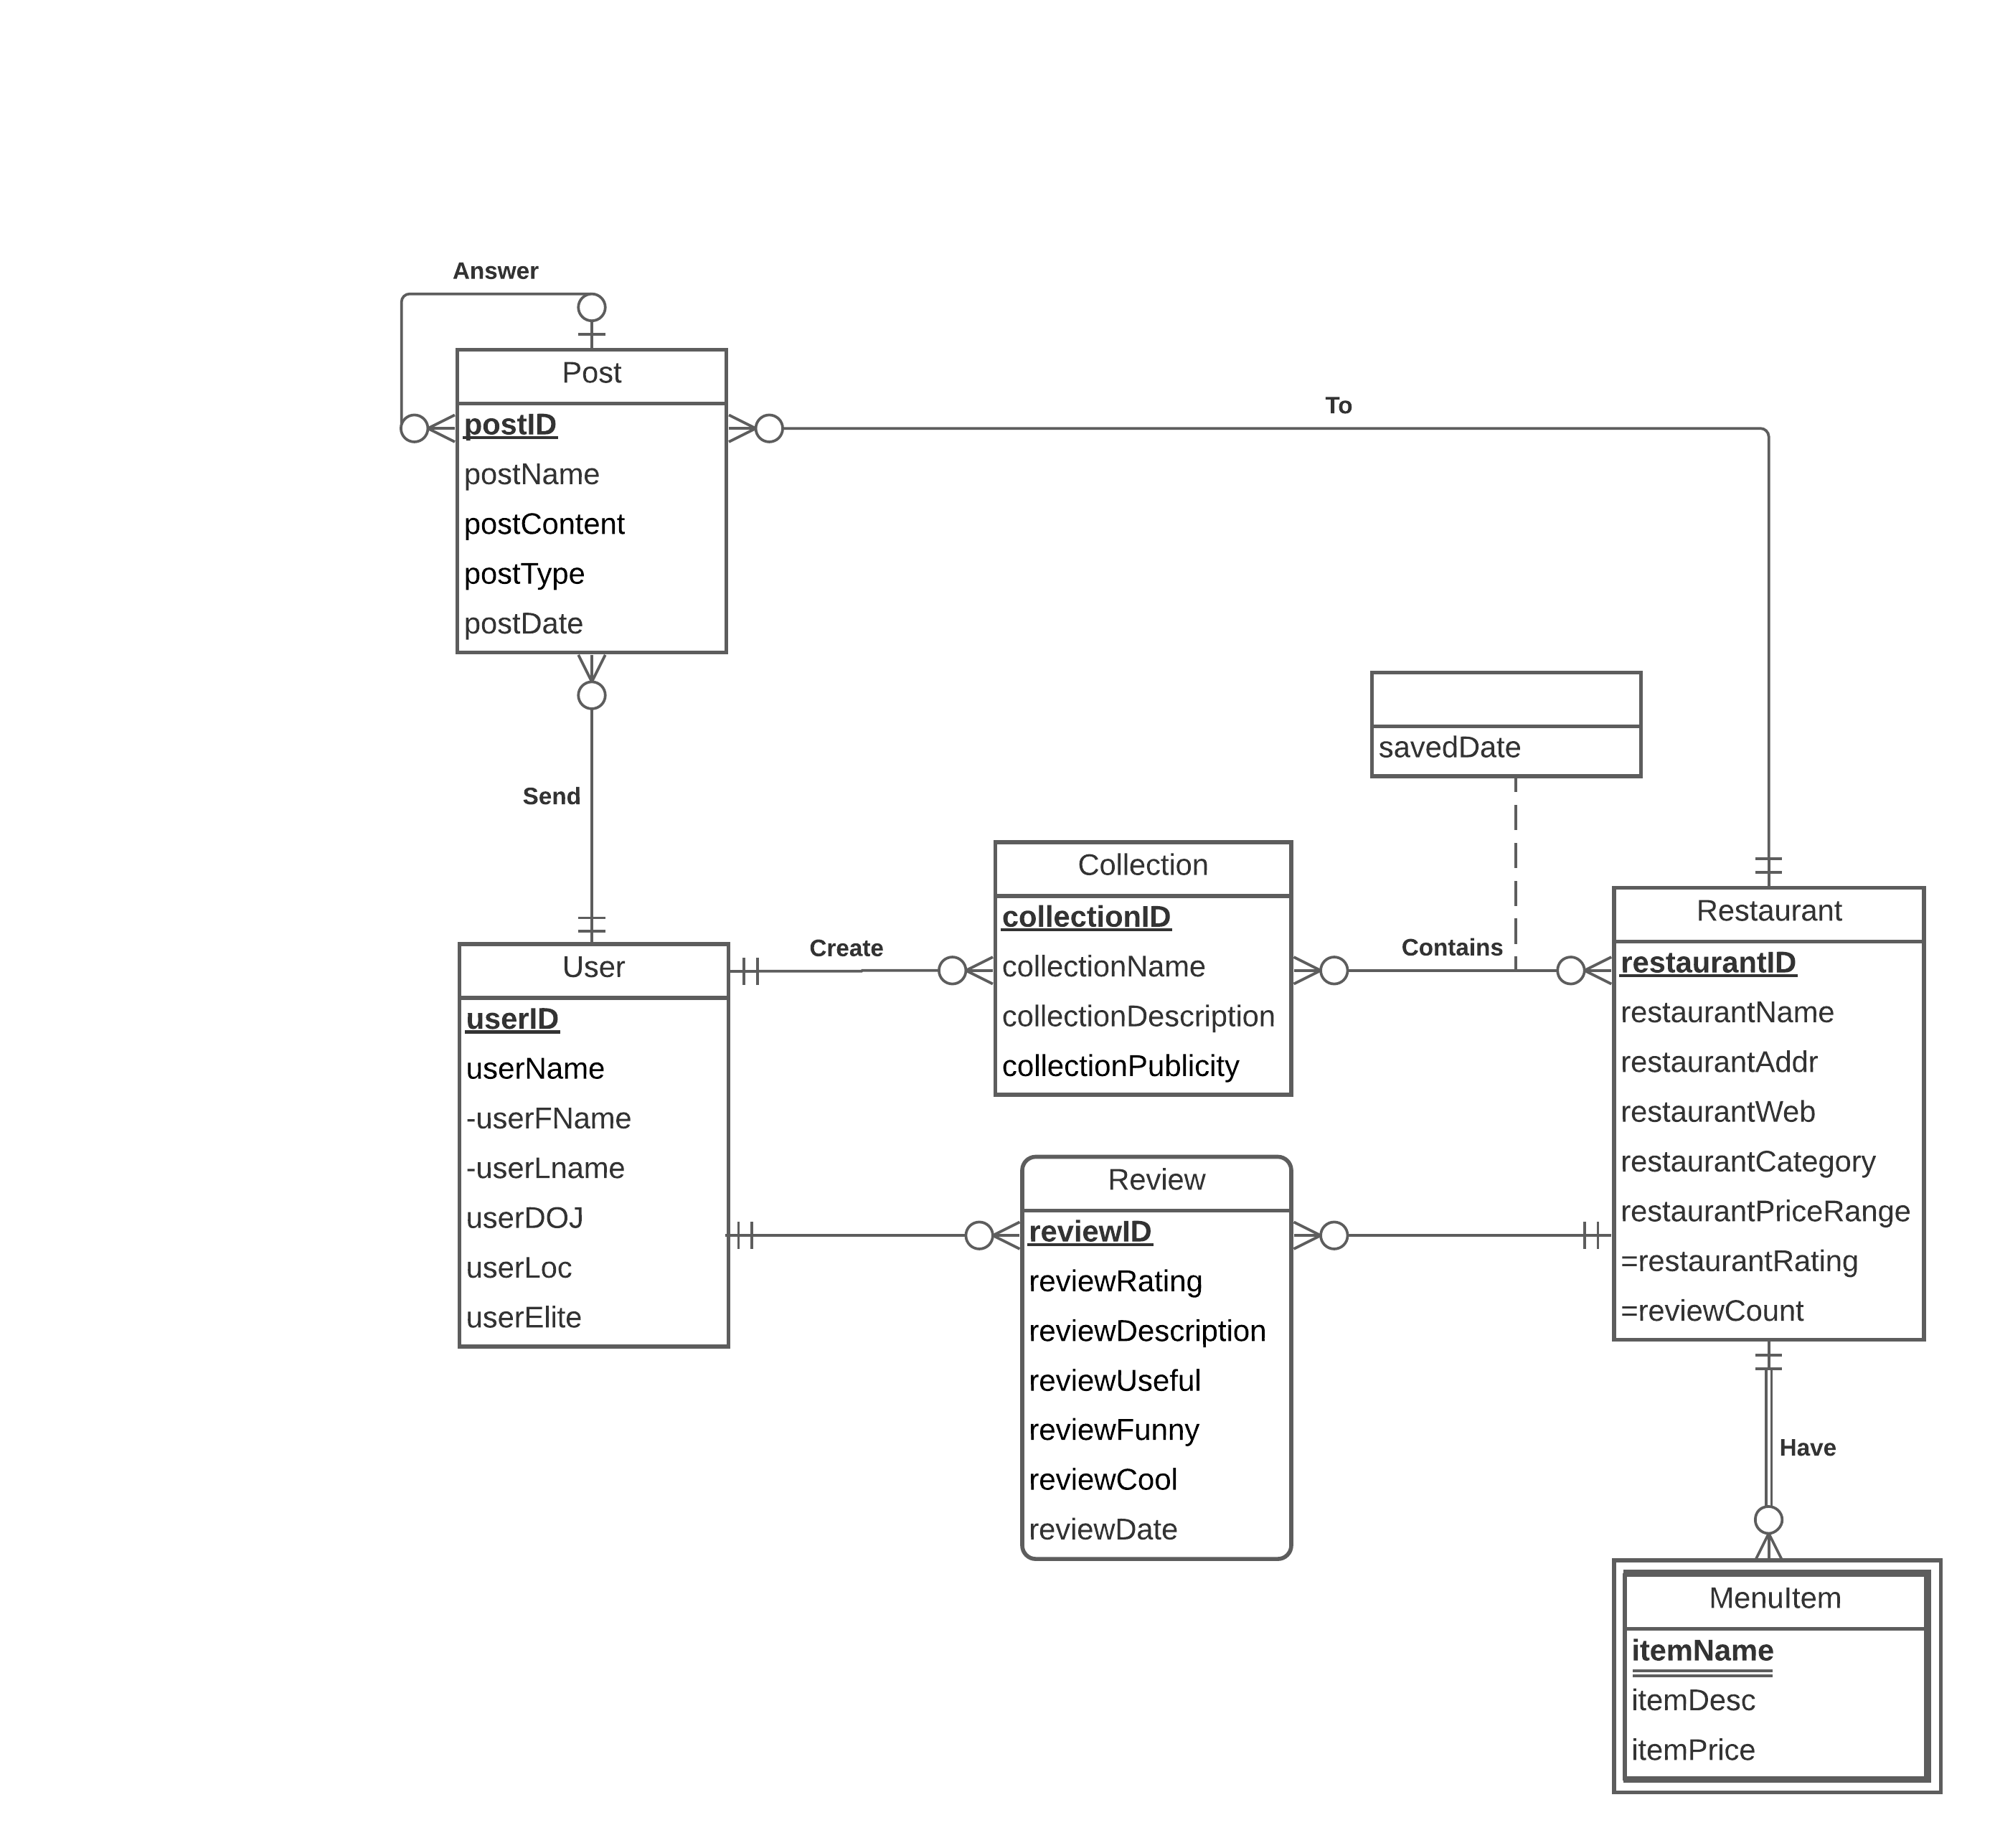 Answer
Post
postID
postName
postContent
postType
postDate
To
Send
savedDate
User
userID
userName
-userFName
-userLname
userDOJ
userLoc
userElite
Create
Collection
collectionID
collectionName
collectionDescription
collectionPublicity
Contains
Restaurant
restaurantID
restaurantName
restaurantAddr
restaurantWeb
restaurantCategory
restaurantPriceRange
=restaurantRating
=reviewCount
Review
reviewID
reviewRating
reviewDescription
reviewUseful
reviewFunny
reviewCool
reviewDate
Have
MenuItem
itemName
itemDesc
itemPrice